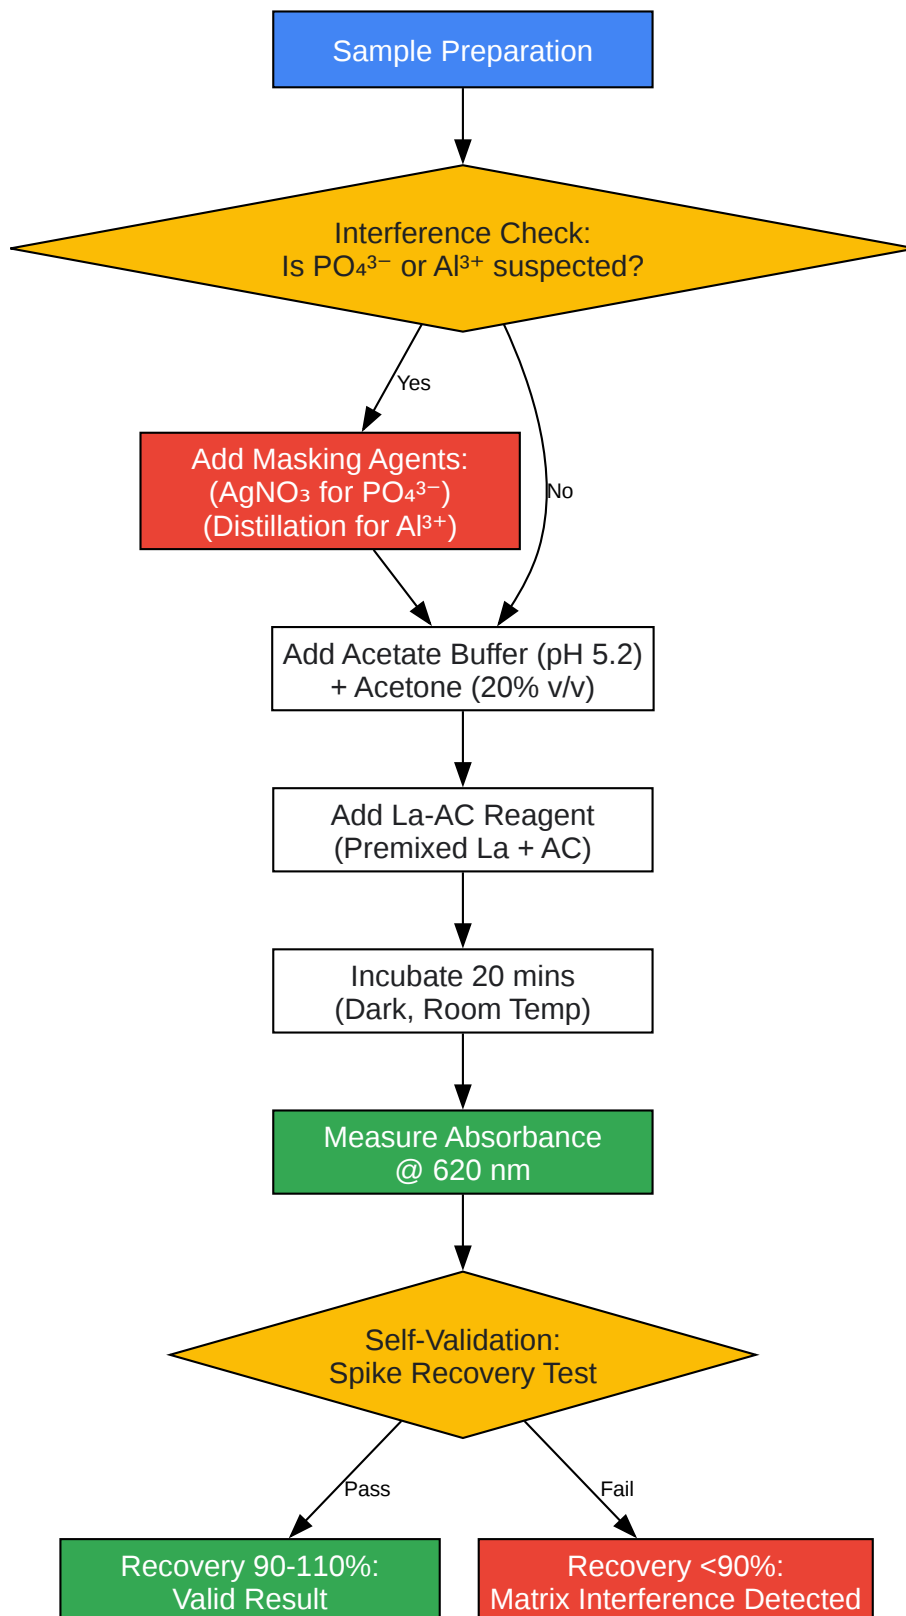 Sample Preparation
Interference Check:
Is PO₄³⁻ or Al³⁺ suspected?
Yes
Add Masking Agents:
(AgNO₃ for PO₄³⁻)
(Distillation for Al³⁺)
No
Add Acetate Buffer (pH 5.2)
+ Acetone (20% v/v)
Add La-AC Reagent
(Premixed La + AC)
Incubate 20 mins
(Dark, Room Temp)
Measure Absorbance
@ 620 nm
Self-Validation:
Spike Recovery Test
Pass
Fail
Recovery 90-110%:
Valid Result
Recovery <90%:
Matrix Interference Detected